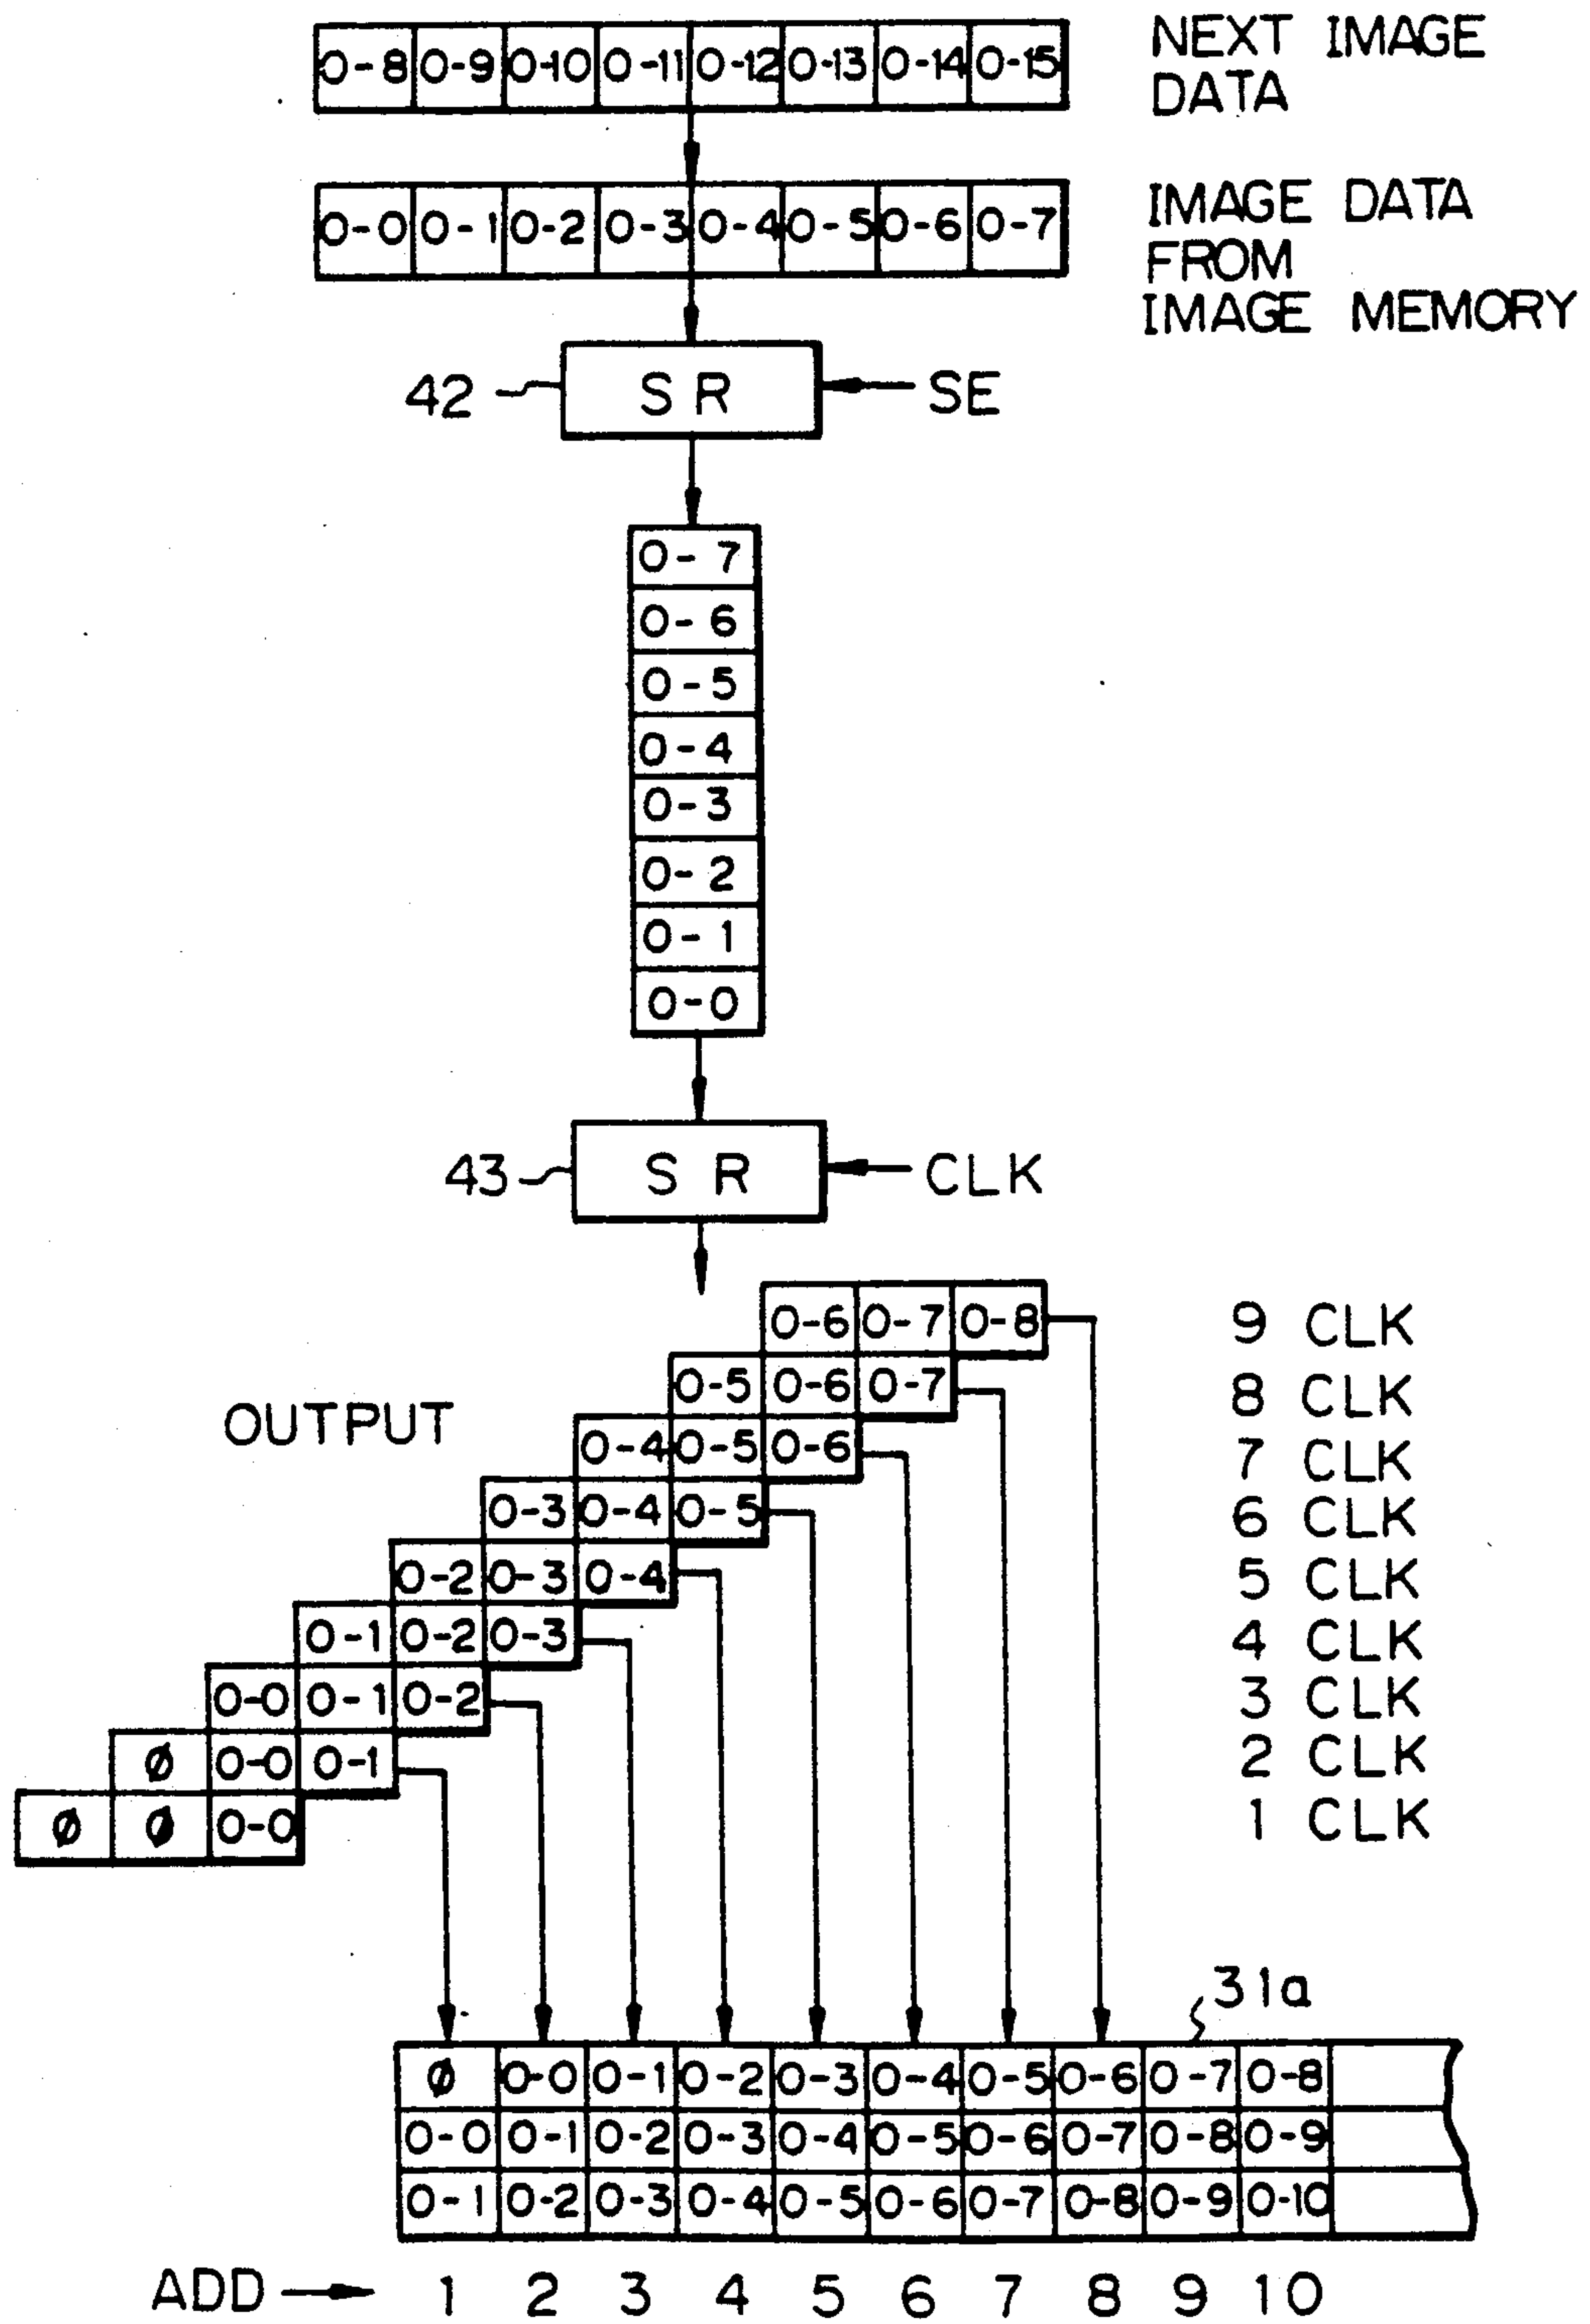 0-8 0-9 0-10 0-11 0-12 0-13 0-14 0-15
NEXT IMAGE
DATA
0-0 0-1 0-2 0-3 0-4 0-5 0-6 0-7
IMAGE DATA
FROM
IMAGE MEMORY
42 SR SE
0-7
0-6
0-5
0-4
0-3
0-2
0-1
0-0
43 SR CLK
0-6 0-7 0-8 9 CLK
0-5 0-6 0-7 8 CLK
OUTPUT
0-4 0-5 0-6 7 CLK
0-3 0-4 0-5 6 CLK
0-2 0-3 0-4 5 CLK
0-1 0-2 0-3 4 CLK
0-0 0-1 0-2 3 CLK
ø 0-0 0-1 2 CLK
ø ø 0-0 1 CLK
31a
ø 0-0 0-1 0-2 0-3 0-4 0-5 0-6 0-7 0-8
0-0 0-1 0-2 0-3 0-4 0-5 0-6 0-7 0-8 0-9
0-1 0-2 0-3 0-4 0-5 0-6 0-7 0-8 0-9 0-10
ADD 1 2 3 4 5 6 7 8 9 10